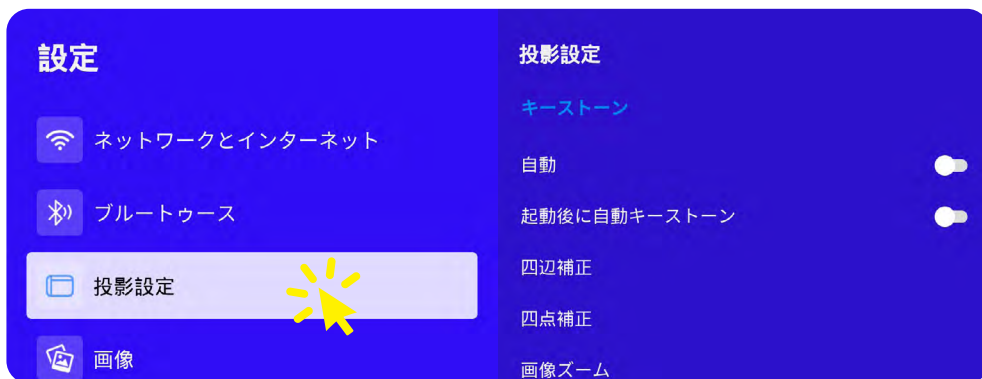 設定
ネットワークとインターネット
ブルートゥース
投影設定
画像
投影設定
キーストーン
自動
起動後に自動キーストーン
四辺補正
四点補正
画像ズーム